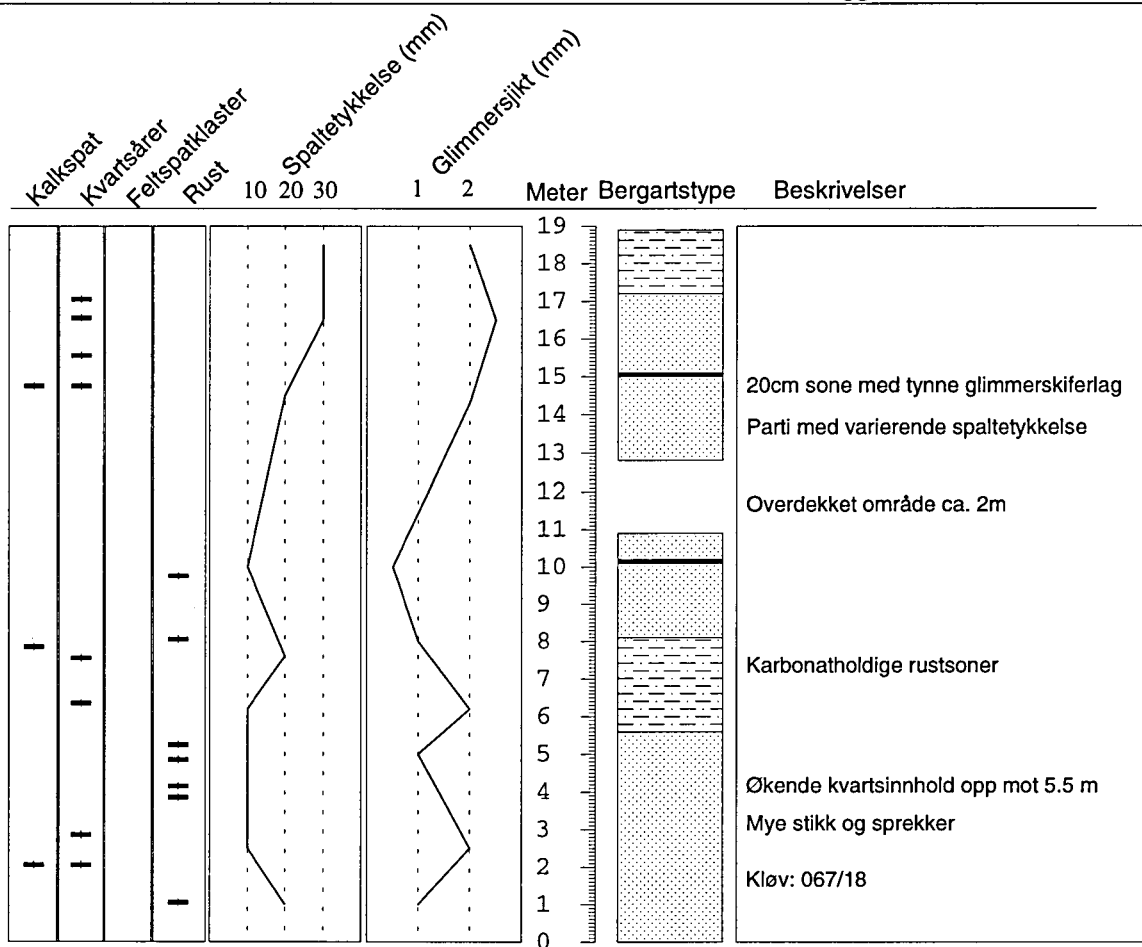 Kalkspat
Kvartsårer
Feltspatklaster
Rust
Spaltetykkelse (mm)
Glimmersjikt (mm)
10 20 30 1 2 Meter Bergartstype Beskrivelser
19
18
17
16
15 20cm sone med tynne glimmerskiferlag
14
Parti med varierende spaltetykkelse
13
12 Overdekket område ca. 2m
11
10
9
8
Karbonatholdige rustsoner
7
6
5
4 Økende kvartsinnhold opp mot 5.5 m
3 Mye stikk og sprekker
2
Kløv: 067/18
1
0